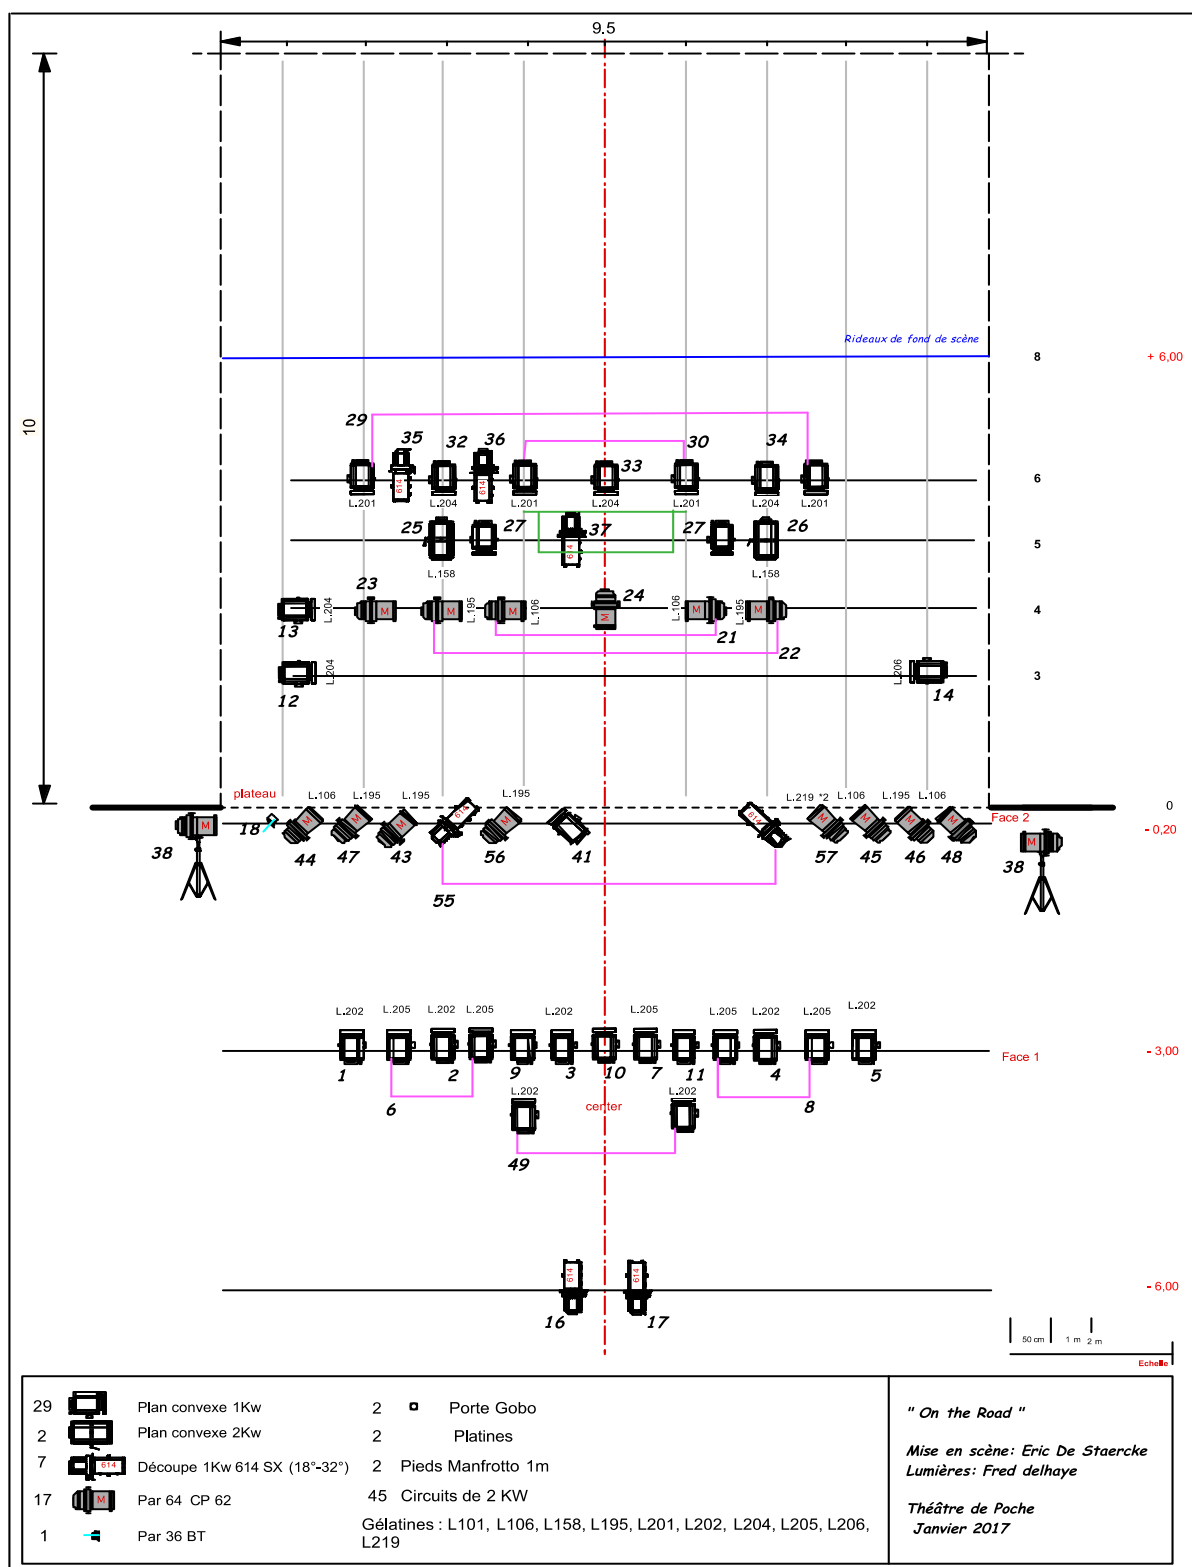 9.5
10
Rideaux de fond de scène
8
+ 6,00
29
35
32
36
30
34
33
6
614
614
L.201
L.204
L.201
L.204
L.201
L.204
L.201
25
27
37
27
26
5
614
L.158
L.158
23
24
4
L.204
M
M
L.195
M
L.106
M
L.106
M
L.195
M
13
21
22
L.204
L.206
3
12
14
plateau
L.106
L.195
L.195
L.195
L.219 *2
L.106
L.195
L.106
0
Face 2
- 0,20
M
18
M
M
M
614
M
614
M
M
M
M
M
38
44
47
43
56
41
57
45
46
48
38
55
L.202
L.205
L.202
L.205
L.202
L.205
L.205
L.202
L.205
L.202
Face 1
- 3,00
1
2
9
3
10
7
11
4
5
6
L.202
center
L.202
8
49
614
614
- 6,00
16
17
50 cm
1 m
2 m
Echelle
29 Plan convexe 1Kw
2 Plan convexe 2Kw
7 614 Découpe 1Kw 614 SX (18°-32°)
17 M Par 64 CP 62
1 Par 36 BT
2 Porte Gobo
2 Platines
2 Pieds Manfrotto 1m
45 Circuits de 2 KW
Gélatines : L101, L106, L158, L195, L201, L202, L204, L205, L206,
L219
" On the Road "
Mise en scène: Eric De Staercke
Lumières: Fred delhaye
Théâtre de Poche
Janvier 2017